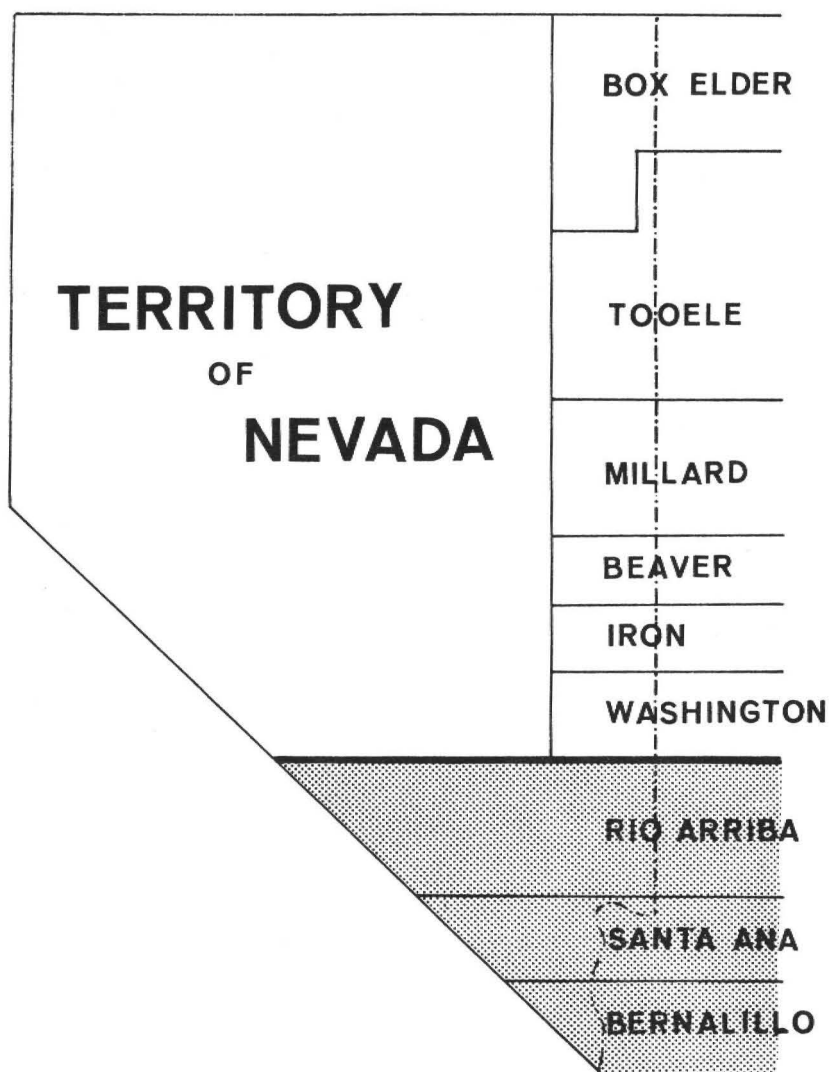 BOX ELDER
TERRITORY
OF
NEVADA
TOOELE
MILLARD
BEAVER
IRON
WASHINGTON
RIO ARRIBA
SANTA ANA
BERNALILLO